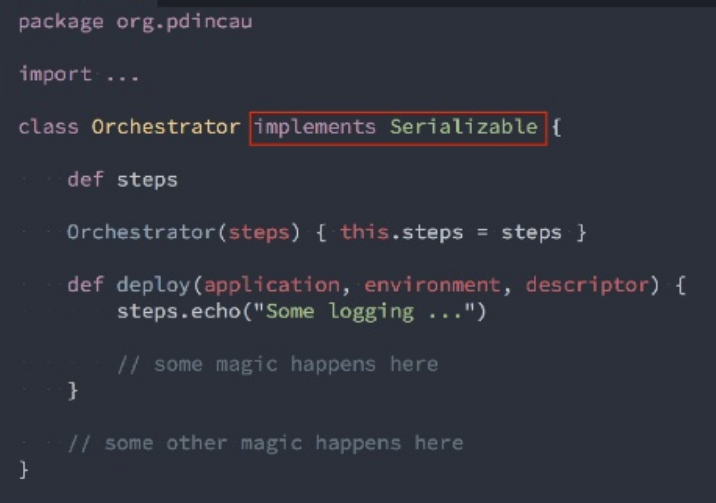 package org.pdincau
import ...
class Orchestrator implements Serializable {
def steps
Orchestrator(steps) { this.steps = steps }
def deploy(application, environment, descriptor) {
steps.echo("Some logging ...")
// some magic happens here
}
// some other magic happens here
}